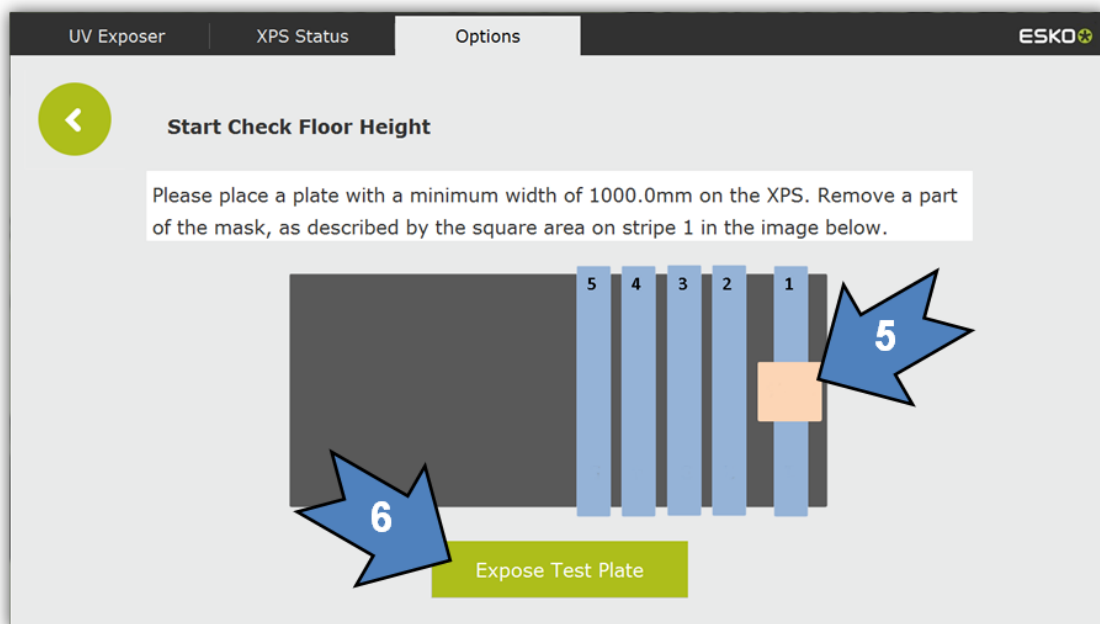 UV Exposer XPS Status Options ESKO
Start Check Floor Height
Please place a plate with a minimum width of 1000.0mm on the XPS. Remove a part
of the mask, as described by the square area on stripe 1 in the image below.
5 4 3 2 1
5
6
Expose Test Plate